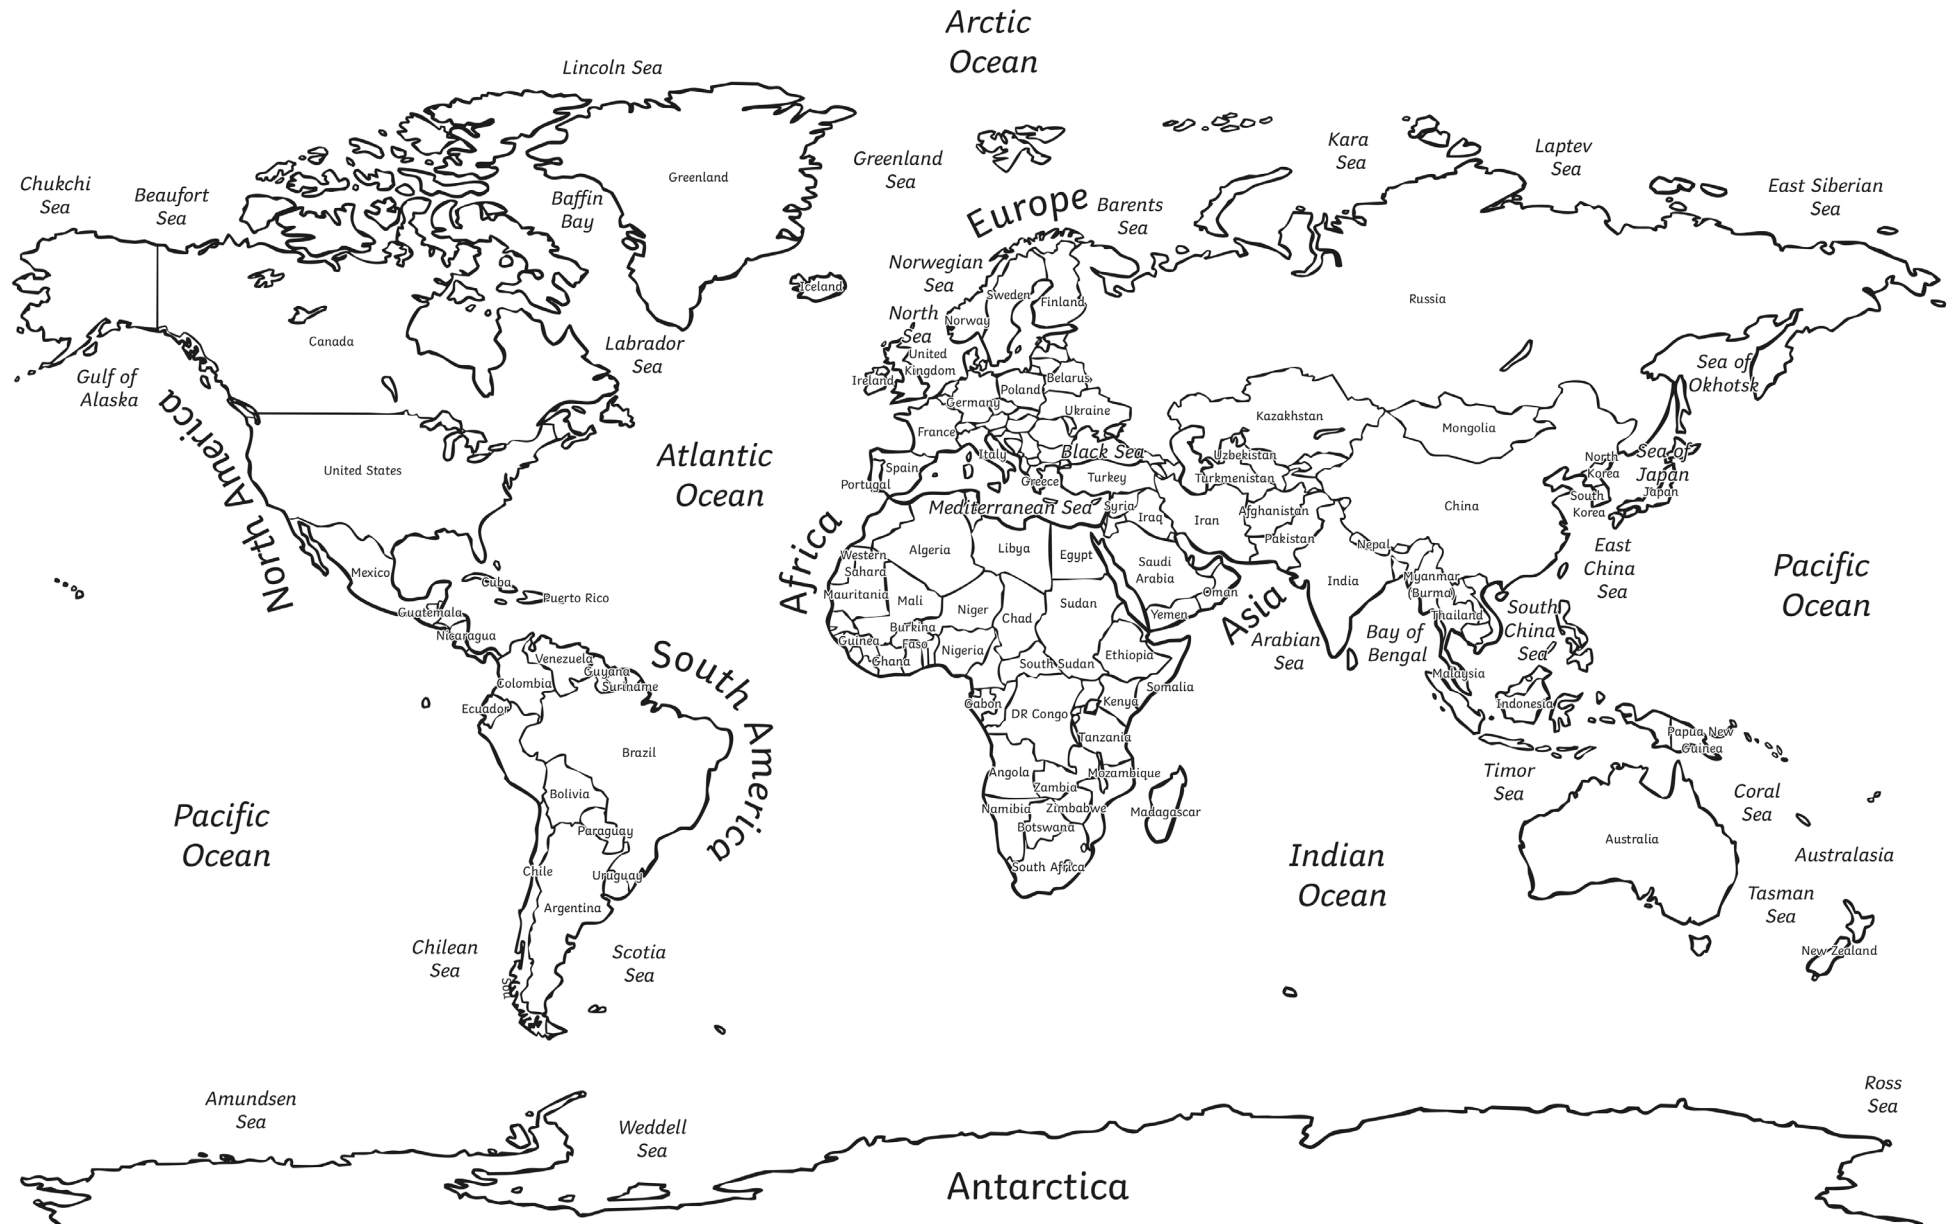 Arctic
Ocean
Lincoln Sea
Greenland
Sea
Kara
Sea
Laptev
Sea
Chukchi
Sea
Beaufort
Sea
Baffin
Bay
Greenland
East Siberian
Sea
Europe
Barents
Sea
Norwegian
Sea
Iceland
Sweden
Finland
Norway
Russia
North
Sea
United
Kingdom
Ireland
Canada
Labrador
Sea
Gulf of
Alaska
Sea of
Okhotsk
Poland
Belarus
Germany
Ukraine
France
Kazakhstan
Mongolia
North America
United States
Atlantic
Ocean
Italy
Black Sea
Uzbekistan
North
Korea
Sea of
Japan
Spain
Portugal
Greece
Turkey
Turkmenistan
South
Korea
Japan
Mediterranean Sea
Syria
Iraq
Iran
Afghanistan
China
Africa
Algeria
Libya
Egypt
Pakistan
Nepal
East
China
Sea
Western
Sahara
Saudi
Arabia
India
Myanmar
(Burma)
Pacific
Ocean
Mexico
Cuba
Puerto Rico
Mauritania
Mali
Niger
Chad
Sudan
Oman
Yemen
Asia
Guatemala
Nicaragua
Thailand
South
China
Sea
Guinea
Burkina
Faso
Ghana
Nigeria
South Sudan
Ethiopia
Arabian
Sea
Bay of
Bengal
South America
Venezuela
Guyana
Suriname
Colombia
Somalia
Malaysia
Ecuador
Gabon
DR Congo
Kenya
Indonesia
Tanzania
Papua New
Guinea
Brazil
Angola
Mozambique
Zambia
Timor
Sea
Bolivia
Namibia
Zimbabwe
Madagascar
Coral
Sea
Pacific
Ocean
Paraguay
Botswana
Australia
Indian
Ocean
Australasia
Chile
Uruguay
South Africa
Argentina
Tasman
Sea
Chilean
Sea
Scotia
Sea
New Zealand
Sou
Amundsen
Sea
Weddell
Sea
Ross
Sea
Antarctica